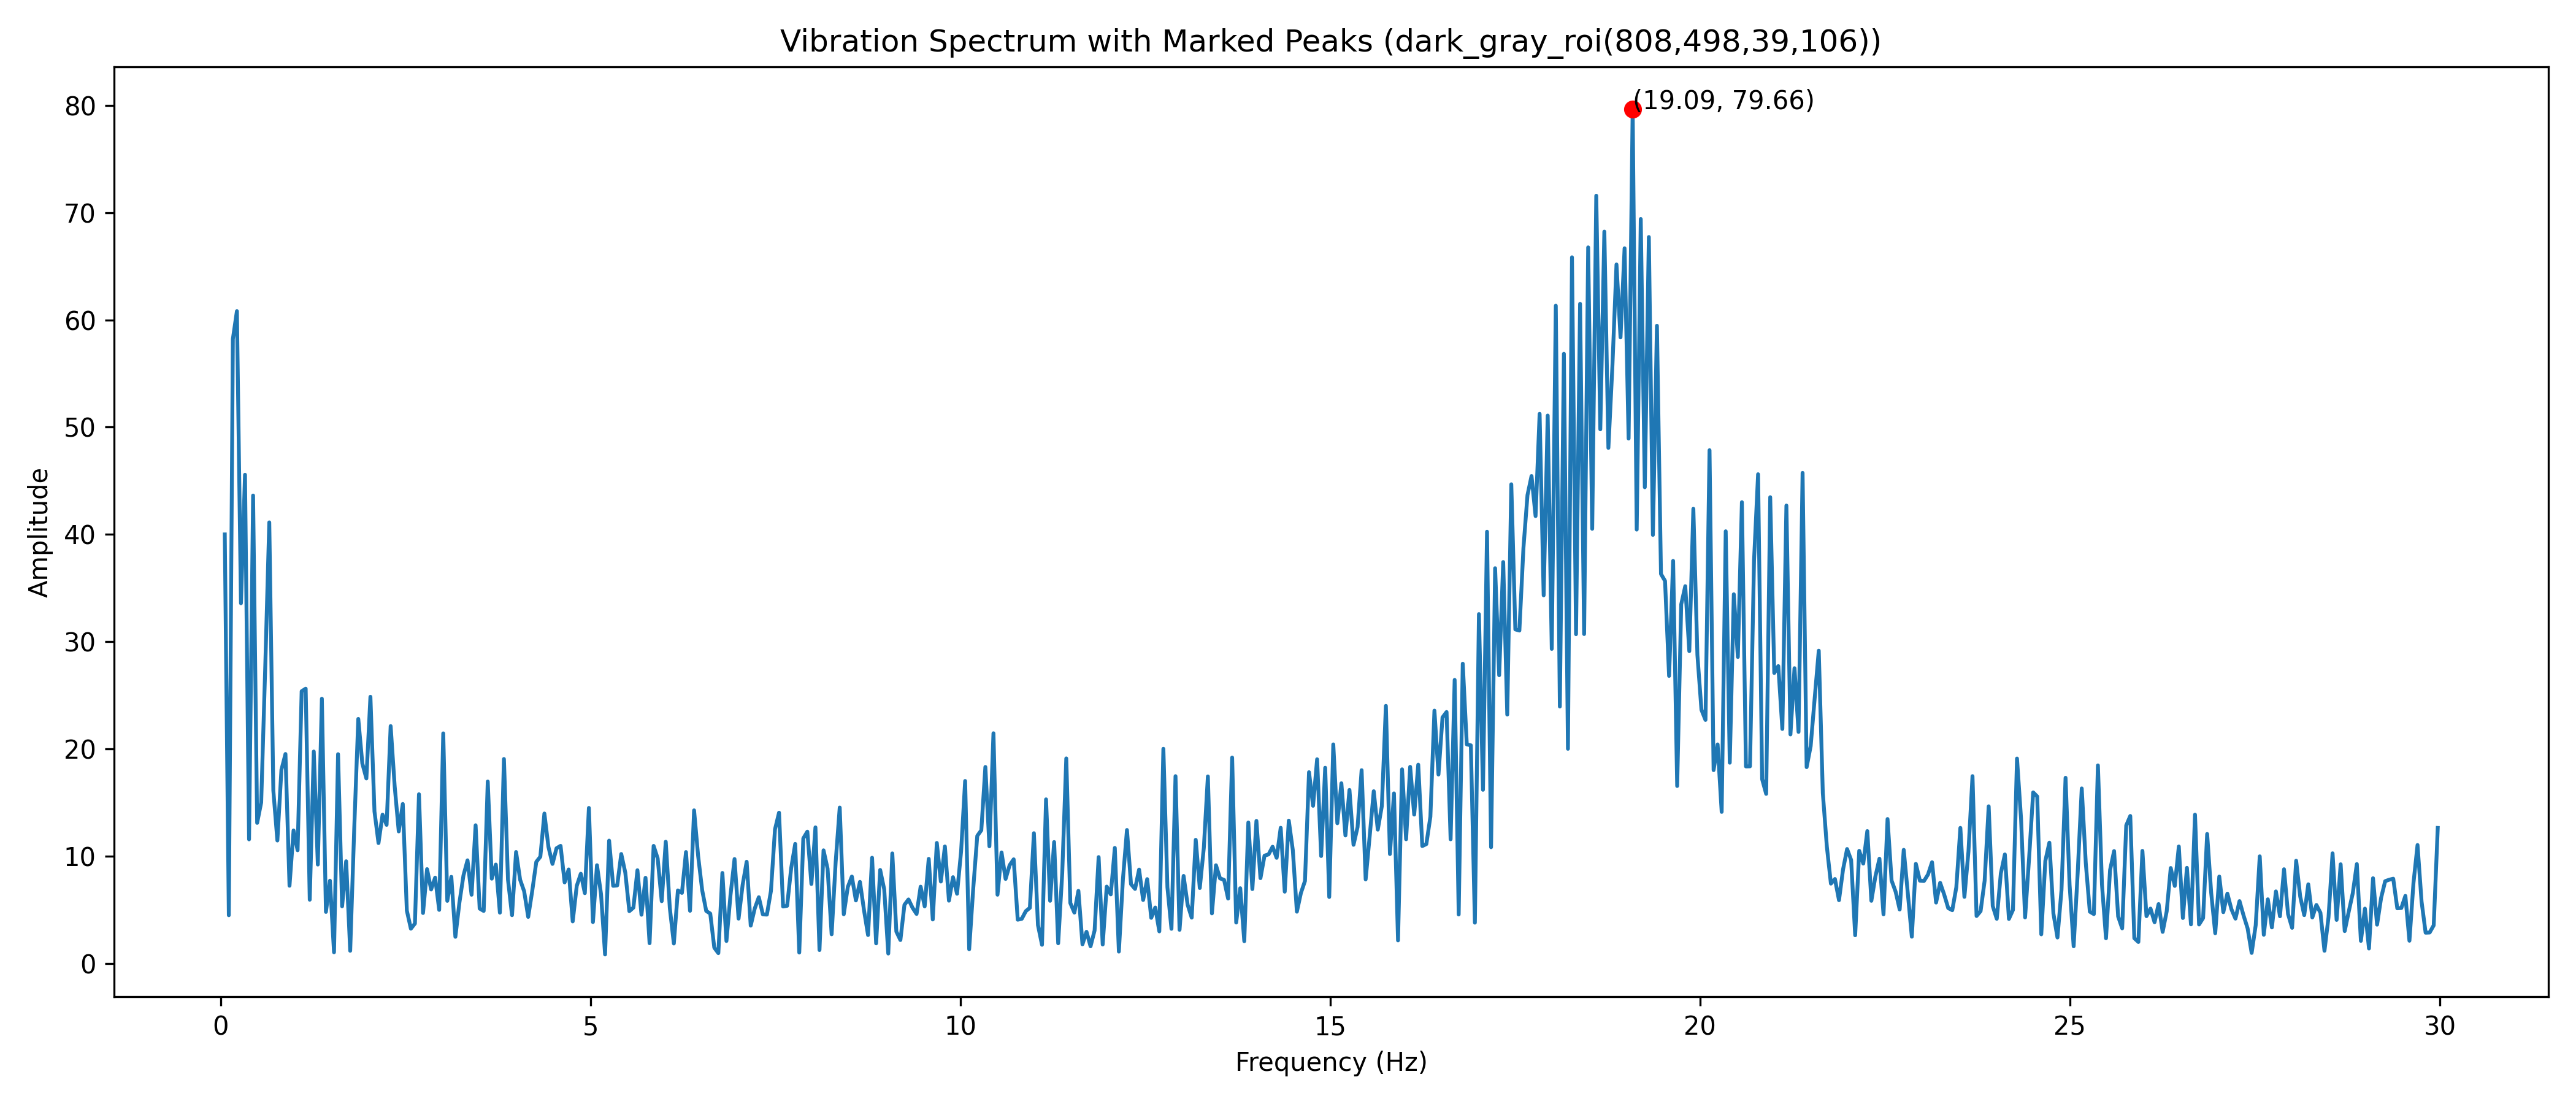 Vibration Spectrum with Marked Peaks (dark_gray_roi(808,498,39,106))
(19.09, 79.66)
80
70
60
50
40
30
20
10
0
Amplitude
0 5 10 15 20 25 30
Frequency (Hz)